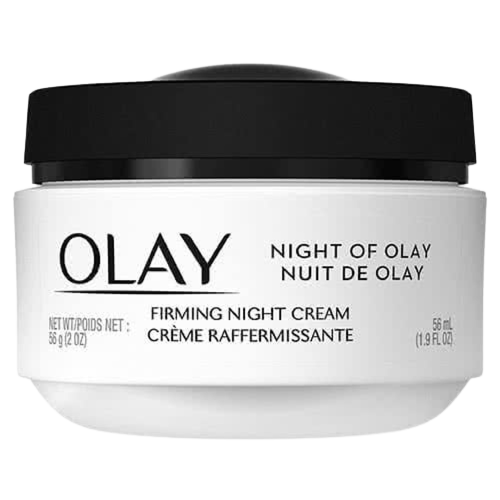 OLAY
NIGHT OF OLAY
NUIT DE OLAY
FIRMING NIGHT CREAM
CRÈME RAFFERMISSANTE
NET WT/POIDS NET :
56 g (2 OZ)
56 mL
(1.9 FL OZ)